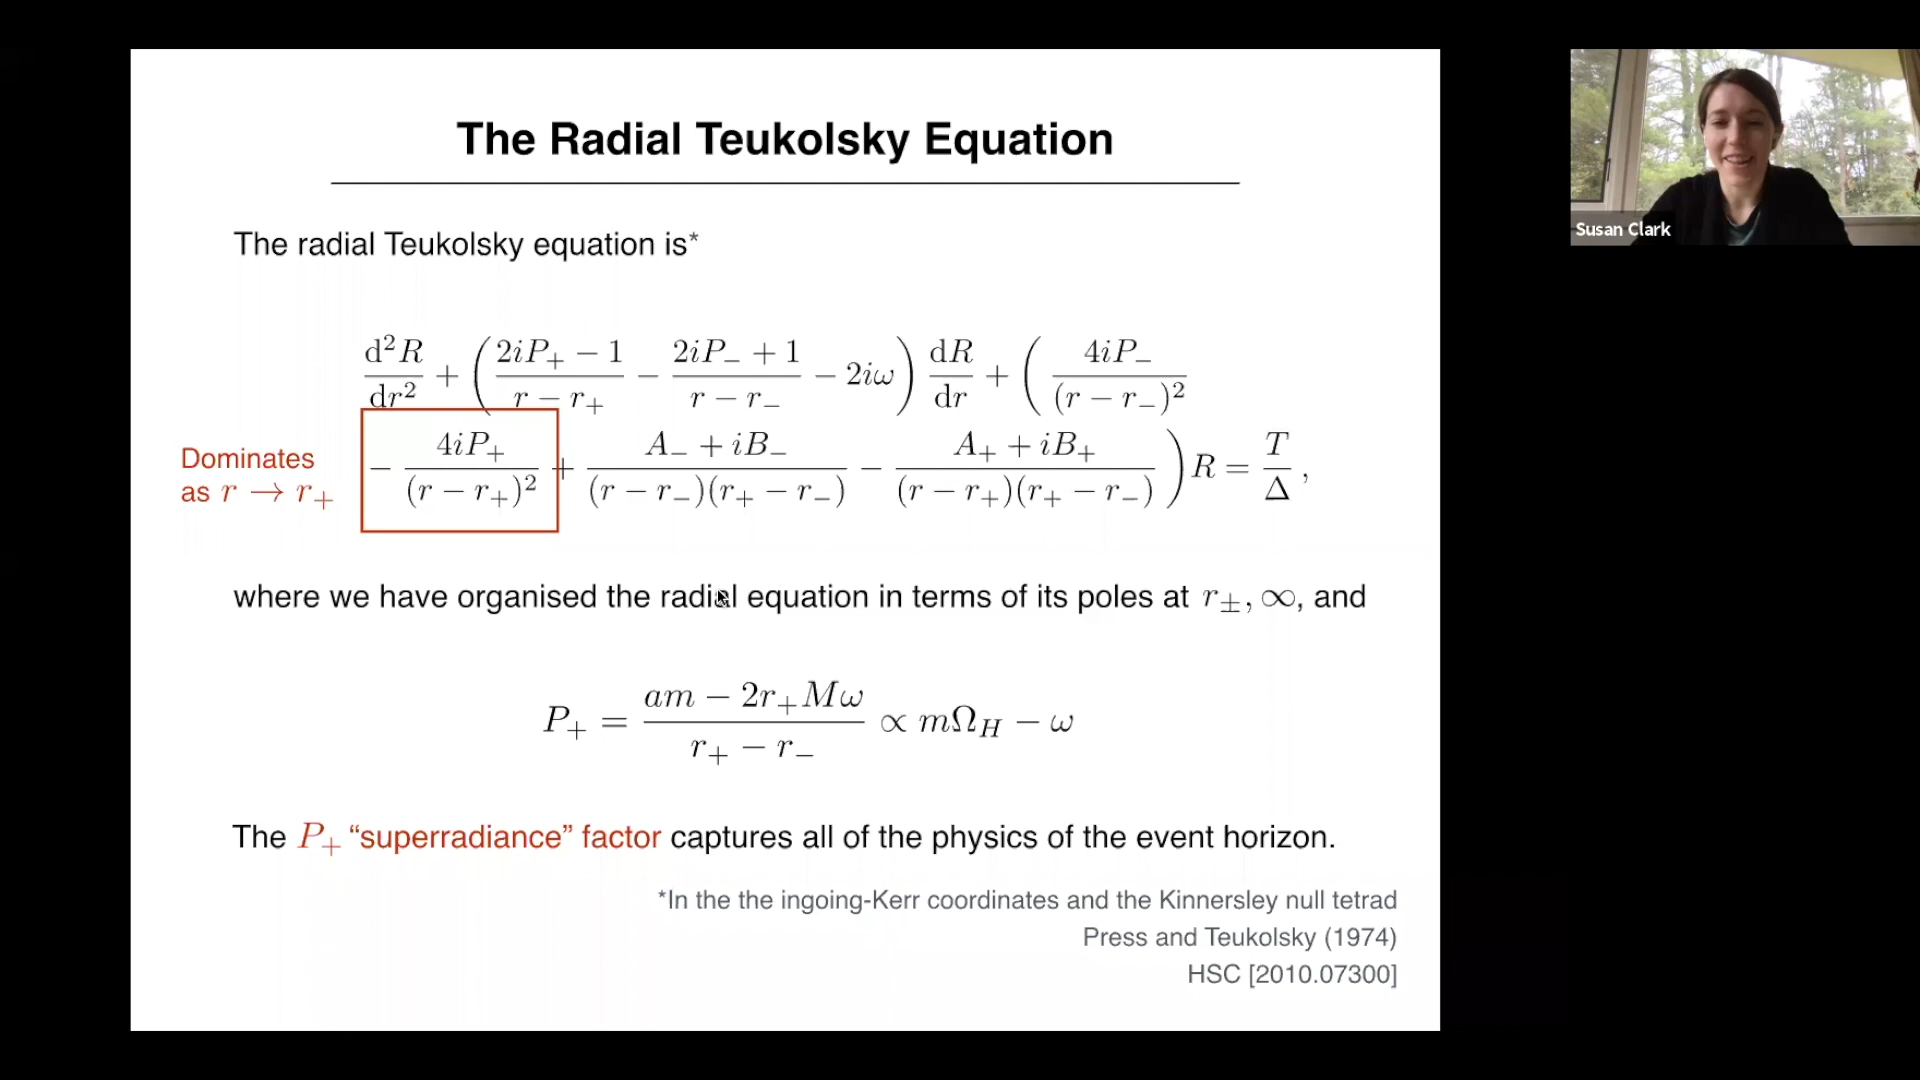 The Radial Teukolsky Equation
The radial Teukolsky equation is*
d²R/dr² + ( (2iP₊ − 1)/(r − r₊) − (2iP₋ + 1)/(r − r₋) − 2iω ) dR/dr + ( 4iP₋/(r − r₋)²
− 4iP₊/(r − r₊)² + (A₋ + iB₋)/((r − r₋)(r₊ − r₋)) − (A₊ + iB₊)/((r − r₊)(r₊ − r₋)) ) R = T/Δ ,
Dominates
as r → r₊
where we have organised the radial equation in terms of its poles at r±, ∞, and
P₊ = (am − 2r₊Mω)/(r₊ − r₋) ∝ mΩ_H − ω
The P₊ “superradiance” factor captures all of the physics of the event horizon.
*In the the ingoing-Kerr coordinates and the Kinnersley null tetrad
Press and Teukolsky (1974)
HSC [2010.07300]
Susan Clark